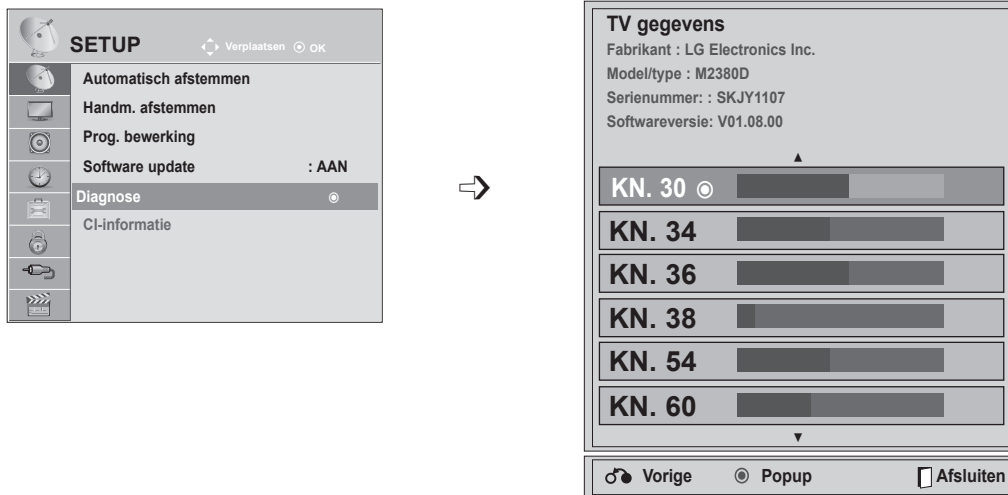 SETUP
Verplaatsen
OK
Automatisch afstemmen
Handm. afstemmen
Prog. bewerking
Software update : AAN
Diagnose
CI-informatie
TV gegevens
Fabrikant : LG Electronics Inc.
Model/type : M2380D
Serienummer: : SKJY1107
Softwareversie: V01.08.00
KN. 30
KN. 34
KN. 36
KN. 38
KN. 54
KN. 60
Vorige
Popup
Afsluiten